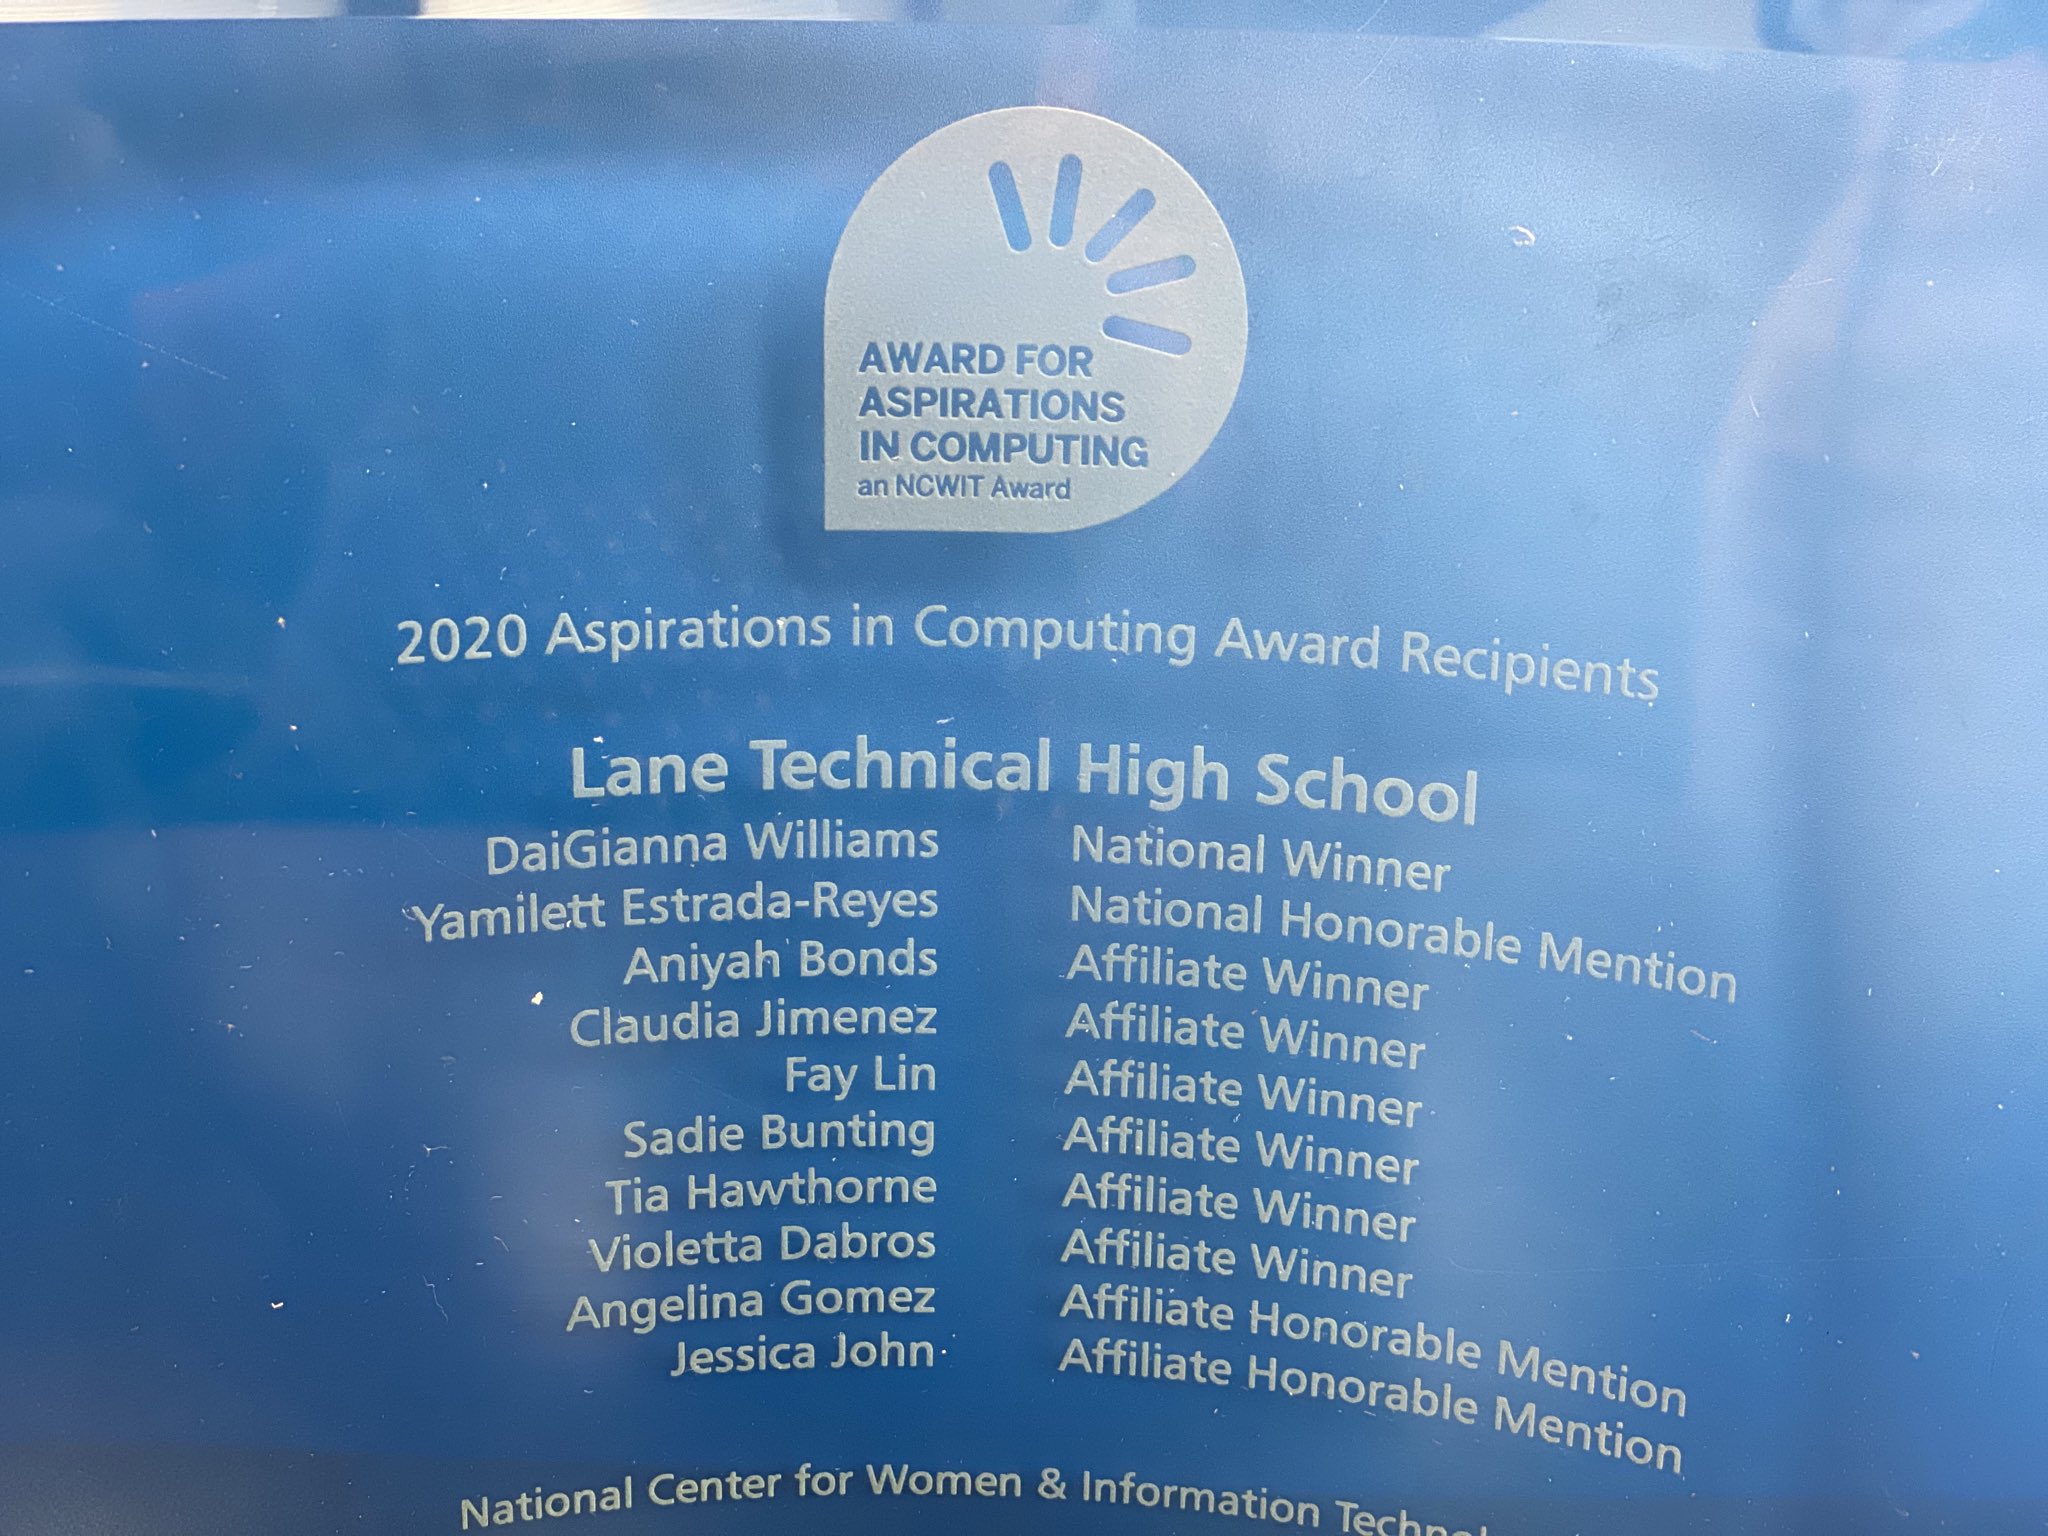 AWARD FOR
ASPIRATIONS
IN COMPUTING
an NCWIT Award
2020 Aspirations in Computing Award Recipients
Lane Technical High School
DaiGianna Williams National Winner
Yamilett Estrada-Reyes National Honorable Mention
Aniyah Bonds Affiliate Winner
Claudia Jimenez Affiliate Winner
Fay Lin Affiliate Winner
Sadie Bunting Affiliate Winner
Tia Hawthorne Affiliate Winner
Violetta Dabros Affiliate Winner
Angelina Gomez Affiliate Honorable Mention
Jessica John Affiliate Honorable Mention
National Center for Women & Information